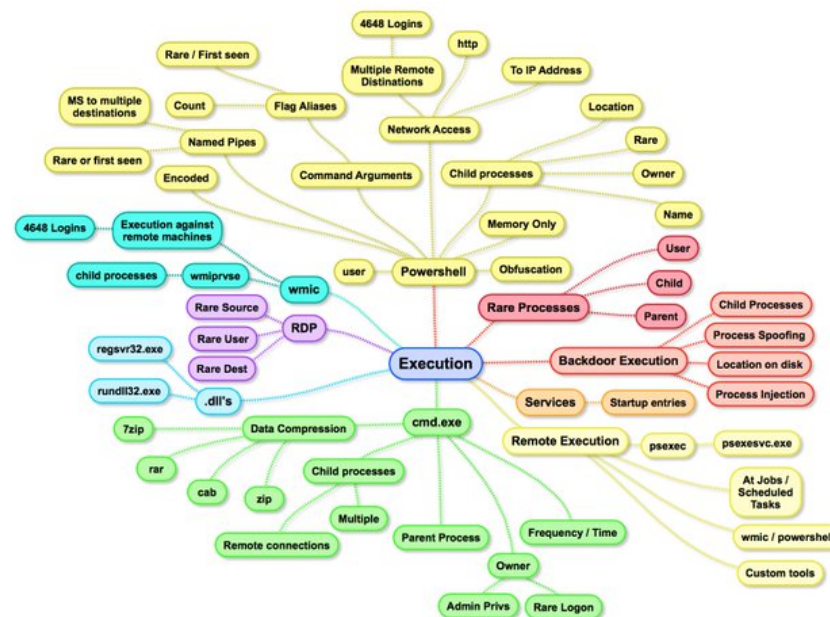 4648 Logins
http
Rare / First seen
Multiple Remote
Distinations
To IP Address
Location
MS to multiple
destinations
Count
Flag Aliases
Named Pipes
Network Access
Rare
Rare or first seen
Encoded
Command Arguments
Child processes
Owner
Name
4648 Logins
Execution against
remote machines
Memory Only
User
child processes
wmiprvse
wmic
user
Powershell
Obfuscation
Child
Rare Source
RDP
Rare Processes
Parent
Child Processes
Rare User
Process Spoofing
regsvr32.exe
Rare Dest
Execution
Backdoor Execution
Location on disk
rundll32.exe
.dll's
Process Injection
Services
Startup entries
7zip
Data Compression
cmd.exe
Remote Execution
psexec
psexesvc.exe
rar
cab
zip
Child processes
At Jobs /
Scheduled
Tasks
Multiple
Remote connections
Parent Process
Frequency / Time
wmic / powershell
Owner
Custom tools
Admin Privs
Rare Logon